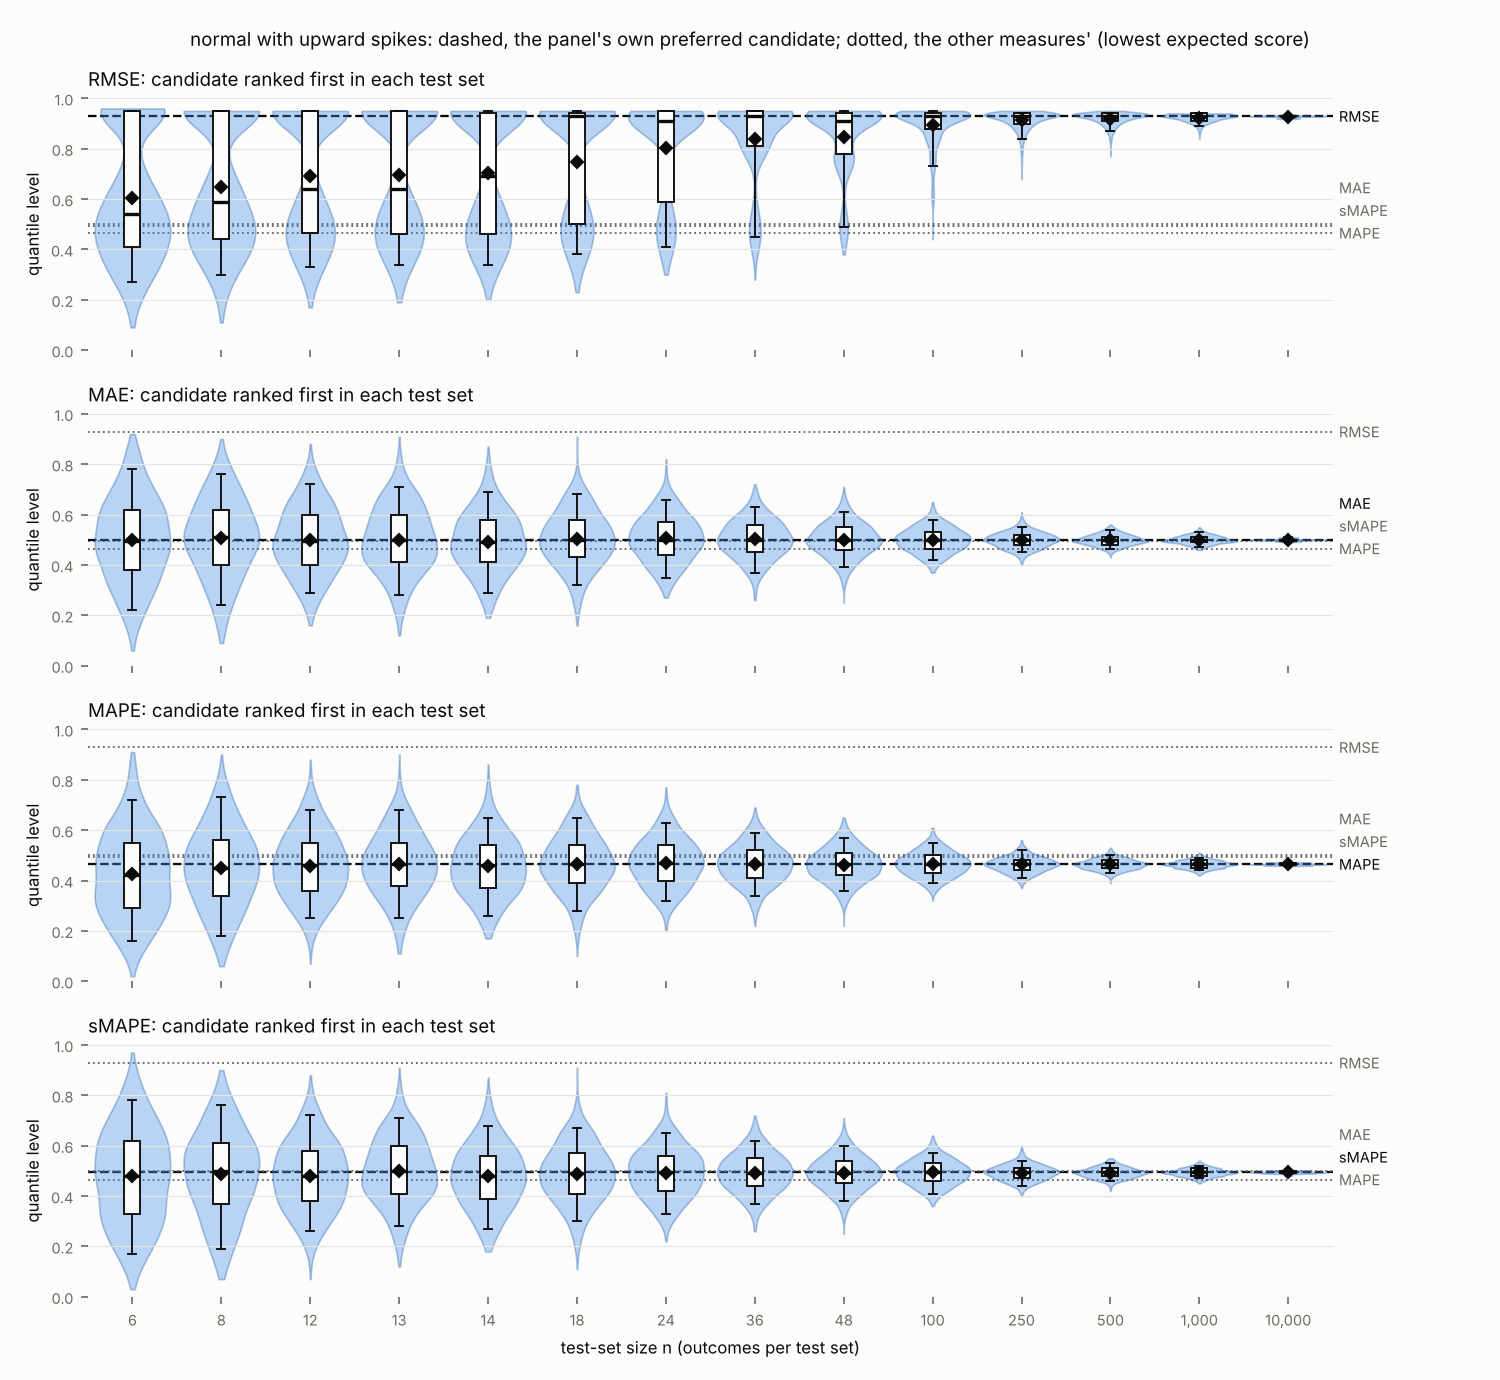 normal with upward spikes: dashed, the panel's own preferred candidate; dotted, the other measures' (lowest expected score)
RMSE: candidate ranked first in each test set
quantile level
1.0
0.8
0.6
0.4
0.2
0.0
RMSE
MAE
sMAPE
MAPE
MAE: candidate ranked first in each test set
quantile level
1.0
0.8
0.6
0.4
0.2
0.0
RMSE
MAE
sMAPE
MAPE
MAPE: candidate ranked first in each test set
quantile level
1.0
0.8
0.6
0.4
0.2
0.0
RMSE
MAE
sMAPE
MAPE
sMAPE: candidate ranked first in each test set
quantile level
1.0
0.8
0.6
0.4
0.2
0.0
RMSE
MAE
sMAPE
MAPE
6 8 12 13 14 18 24 36 48 100 250 500 1,000 10,000
test-set size n (outcomes per test set)